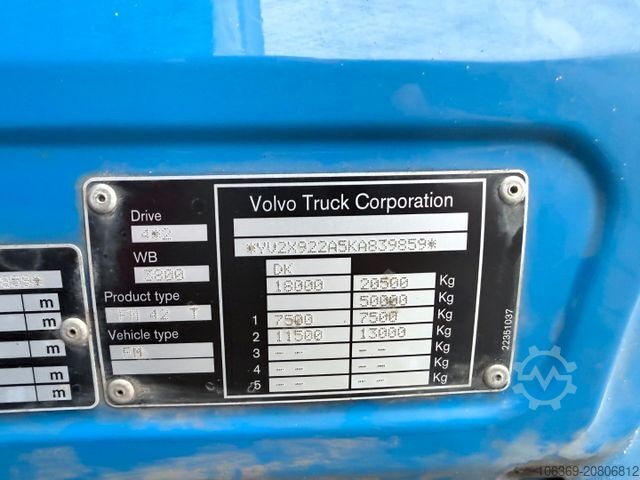 Volvo Truck Corporation
Drive
4*2
*YV2X922A5KA839859*
WB
3800
DK
18000 20500 Kg
50000 Kg
Product type
FM 42 T
1 7500 7500 Kg
Vehicle type
2 11500 13000 Kg
FM
3 -- -- Kg
4 -- -- Kg
5 -- -- Kg
22351037
859*
m
m
m
m
m
106369-20806812